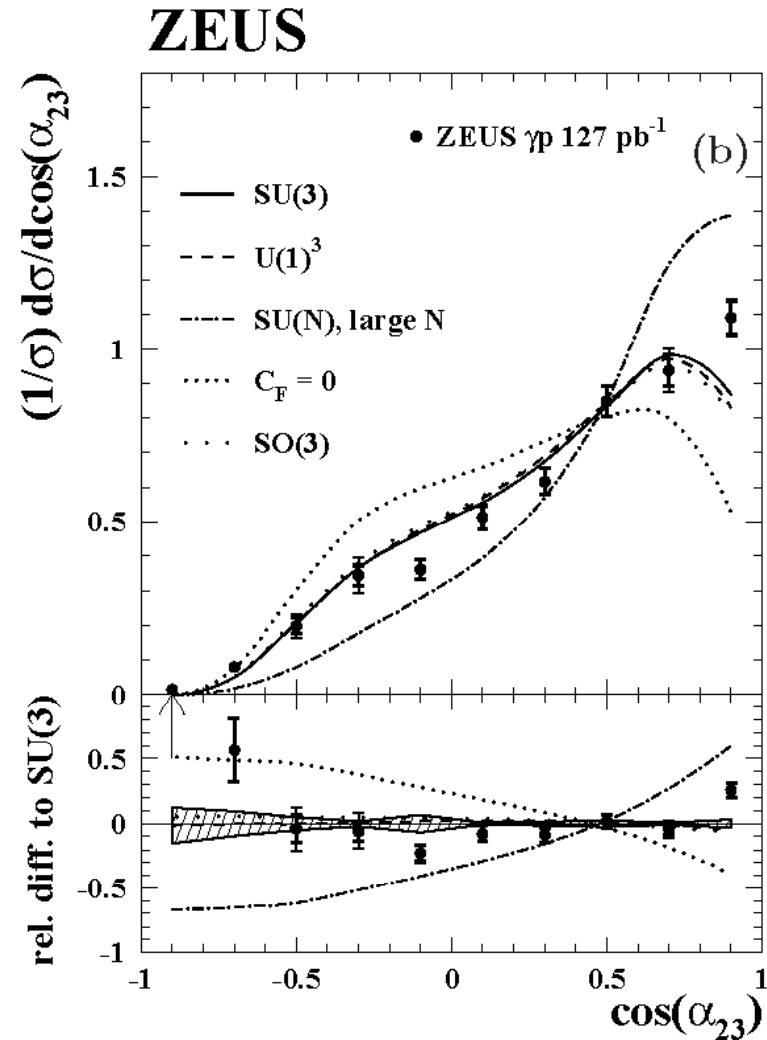 ZEUS
(1/σ) dσ/dcos(α₂₃)
ZEUS γp 127 pb⁻¹
(b)
SU(3)
U(1)³
SU(N), large N
C_F = 0
SO(3)
1.5
1
0.5
0
rel. diff. to SU(3)
0.5
0
-0.5
-1
-1
-0.5
0
0.5
1
cos(α₂₃)